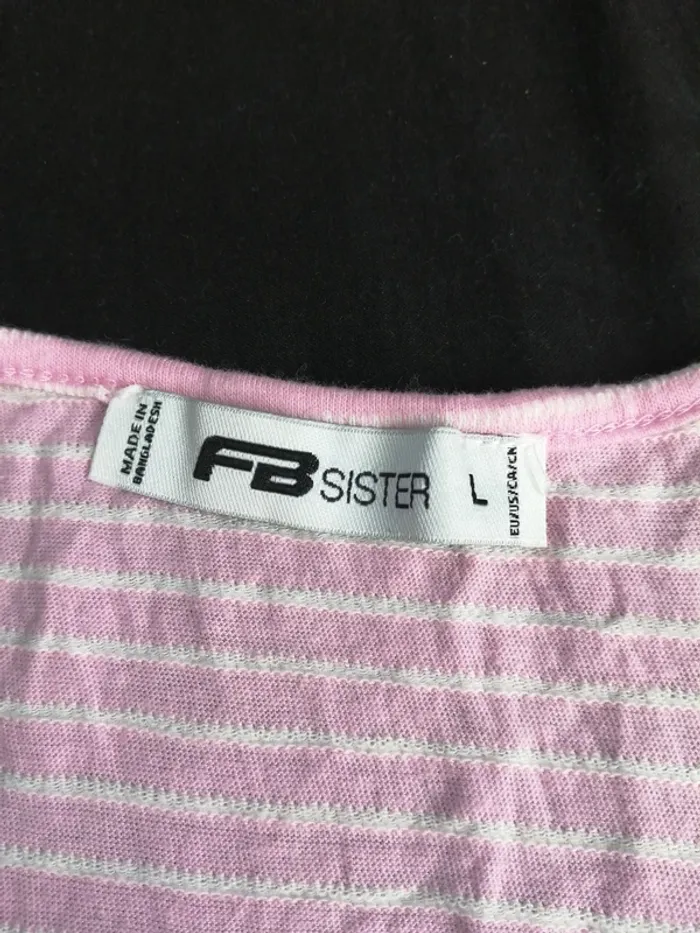 MADE IN
BANGLADESH
FB SISTER
L
EU/US/CA/CN